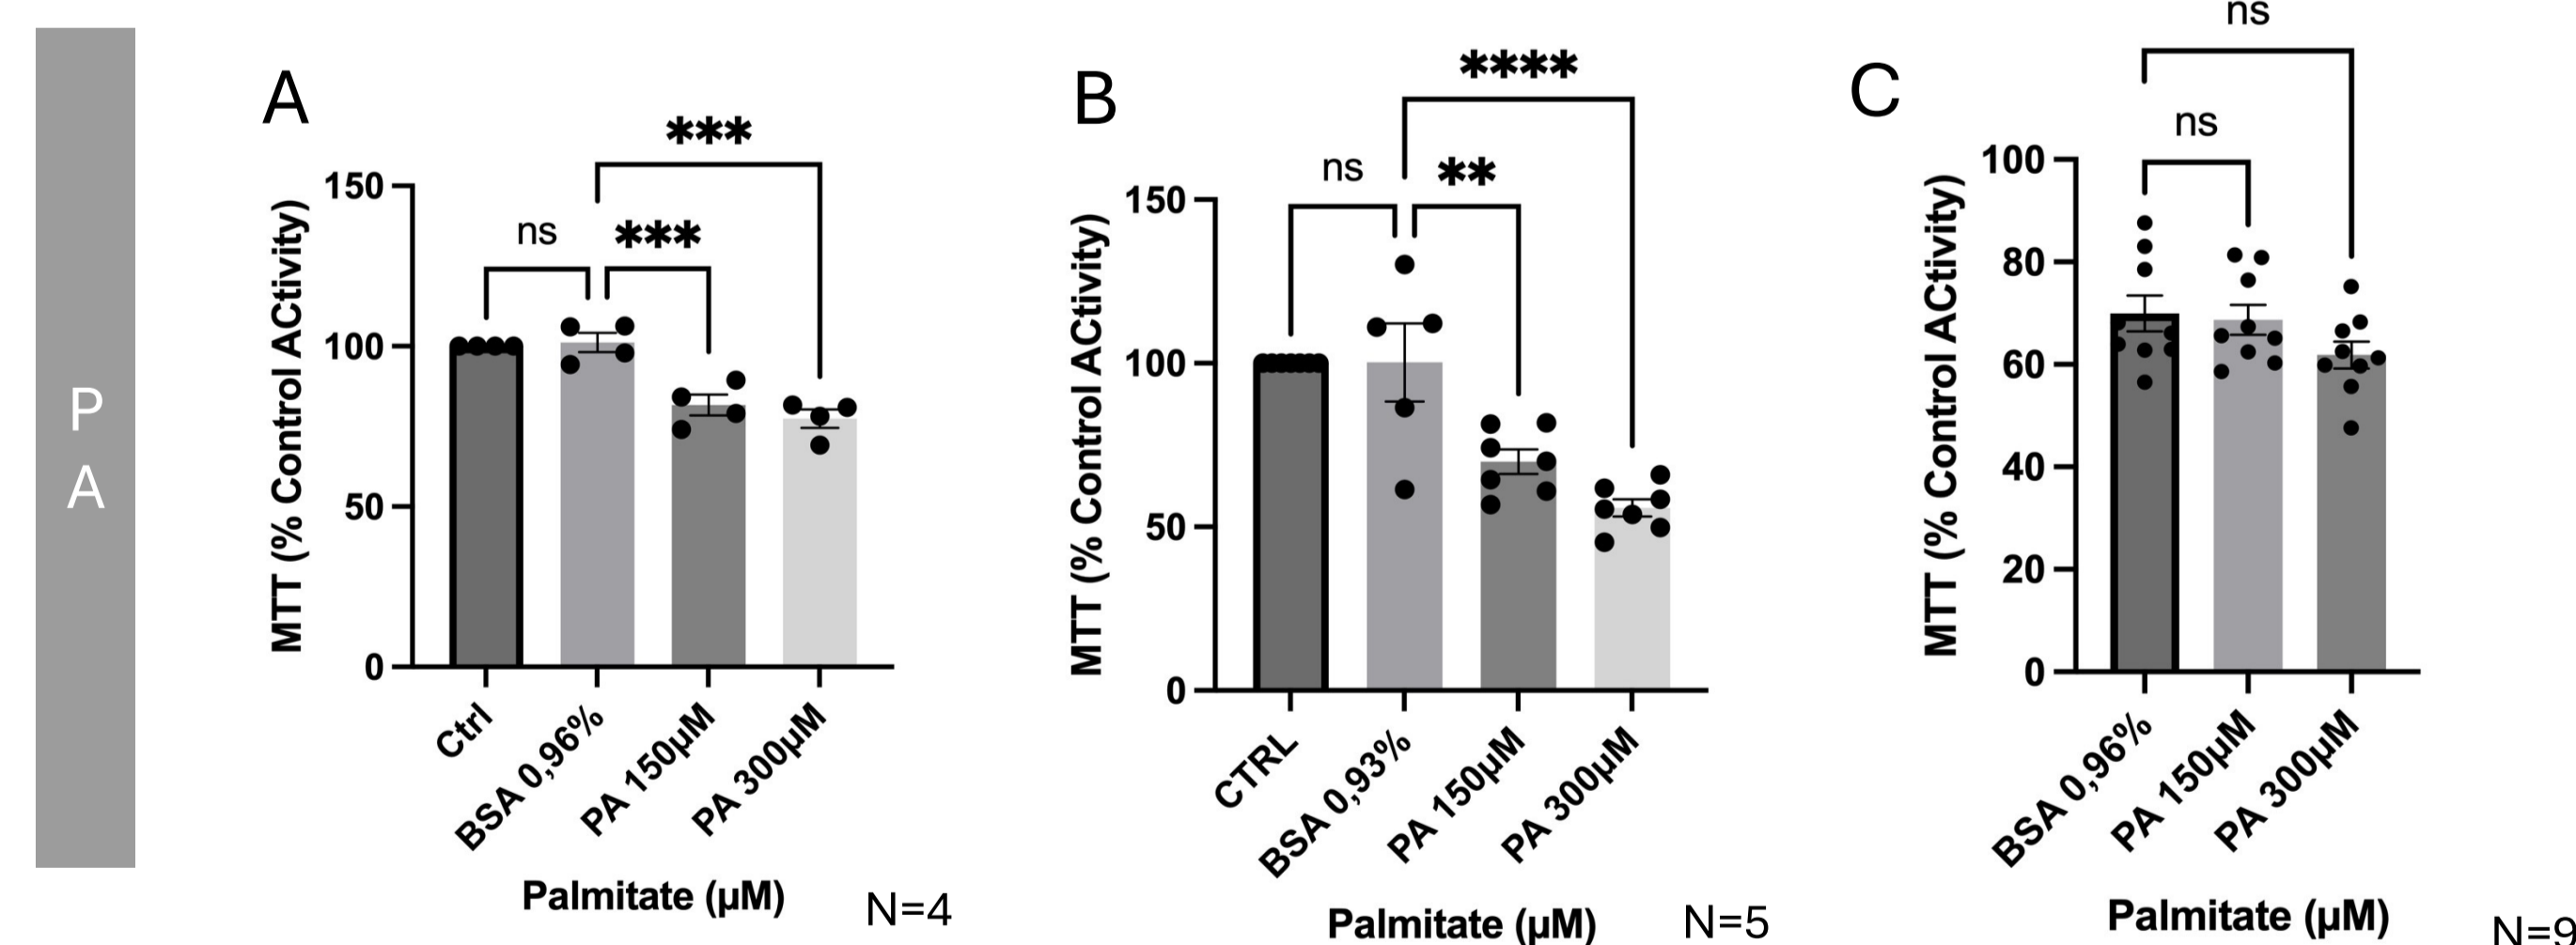 P
A
A
MTT (% Control ACtivity)
150
100
50
0
ns
***
***
Ctrl
BSA 0,96%
PA 150µM
PA 300µM
Palmitate (µM)
N=4
B
MTT (% Control ACtivity)
150
100
50
0
ns
**
****
CTRL
BSA 0,93%
PA 150µM
PA 300µM
Palmitate (µM)
N=5
C
MTT (% Control ACtivity)
100
80
60
40
20
0
ns
ns
BSA 0,96%
PA 150µM
PA 300µM
Palmitate (µM)
N=9